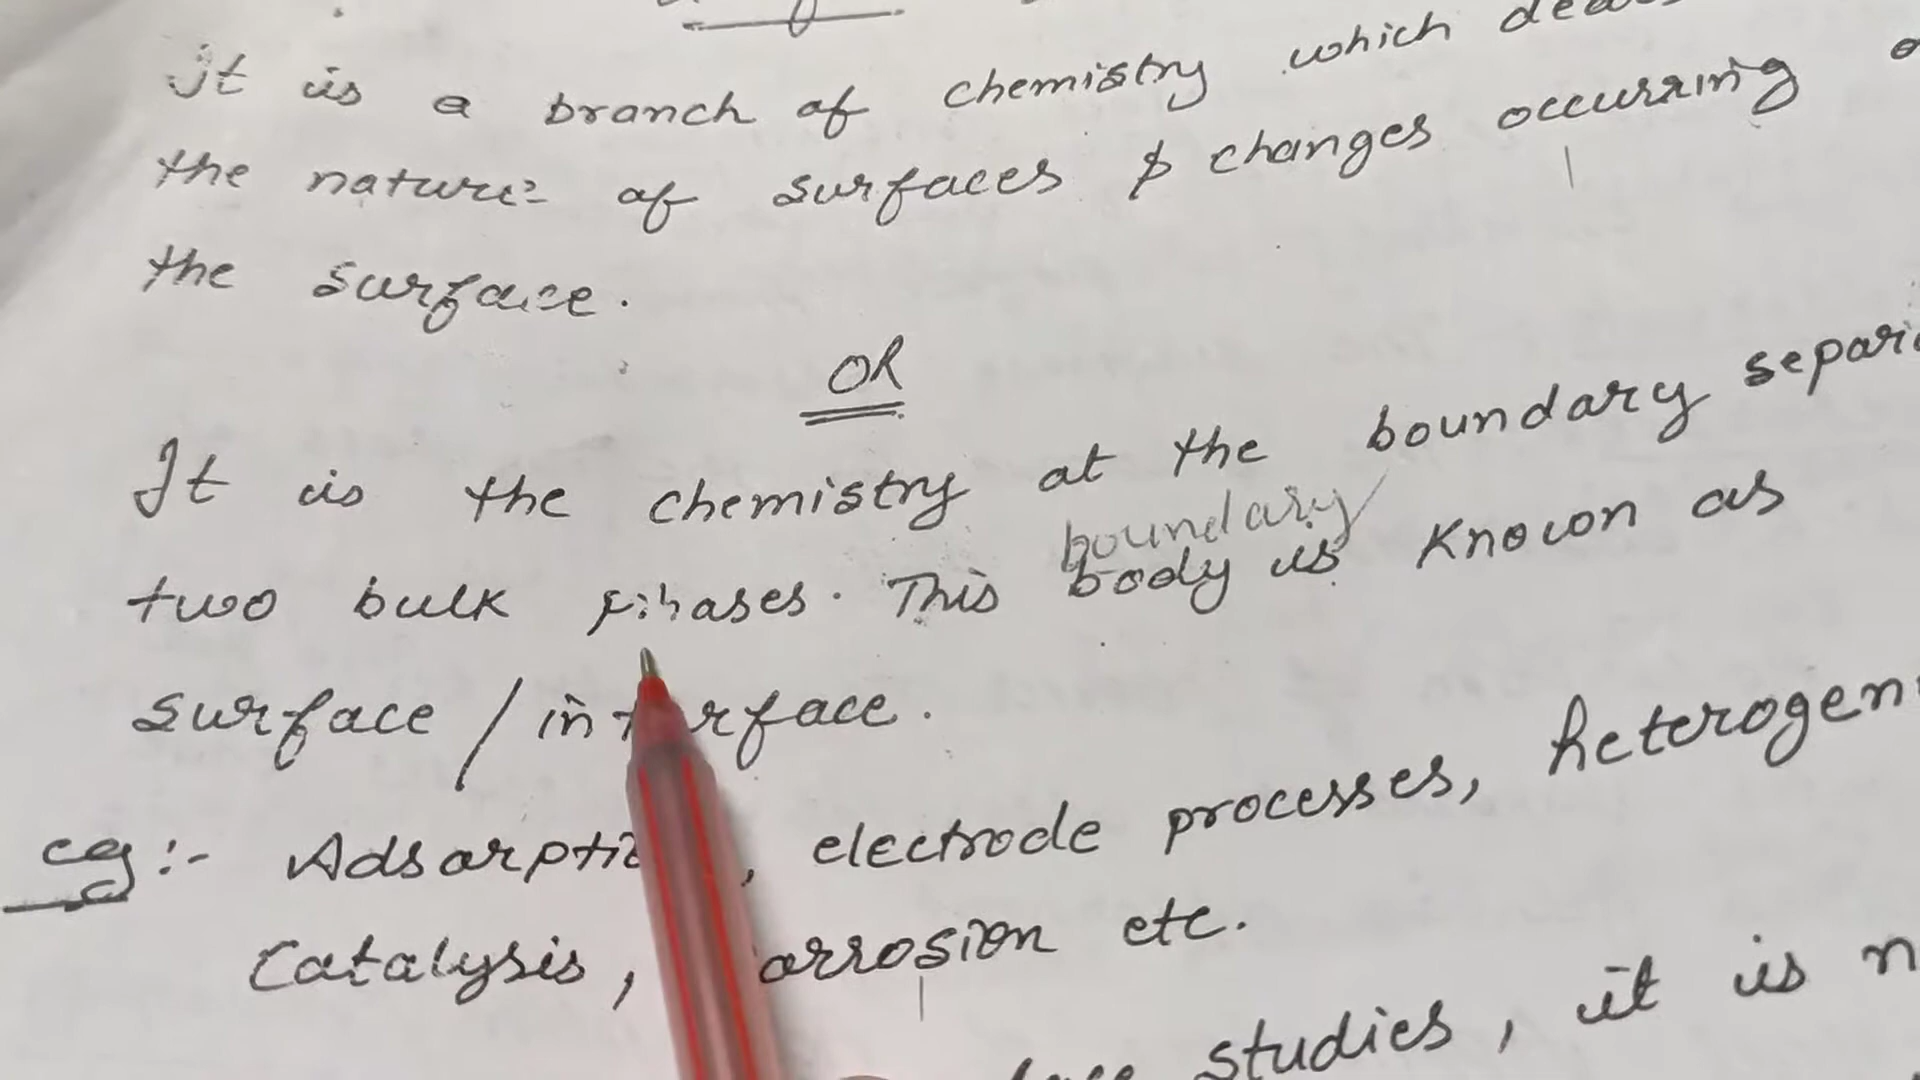 It is a branch of chemistry which
the nature of surfaces & changes occurring
the surface.
OR
It is the chemistry at the boundary
boundary
two bulk phases. This body is known as
surface /
eg:- , electrode processes,
Catalysis, etc.
studies, it is